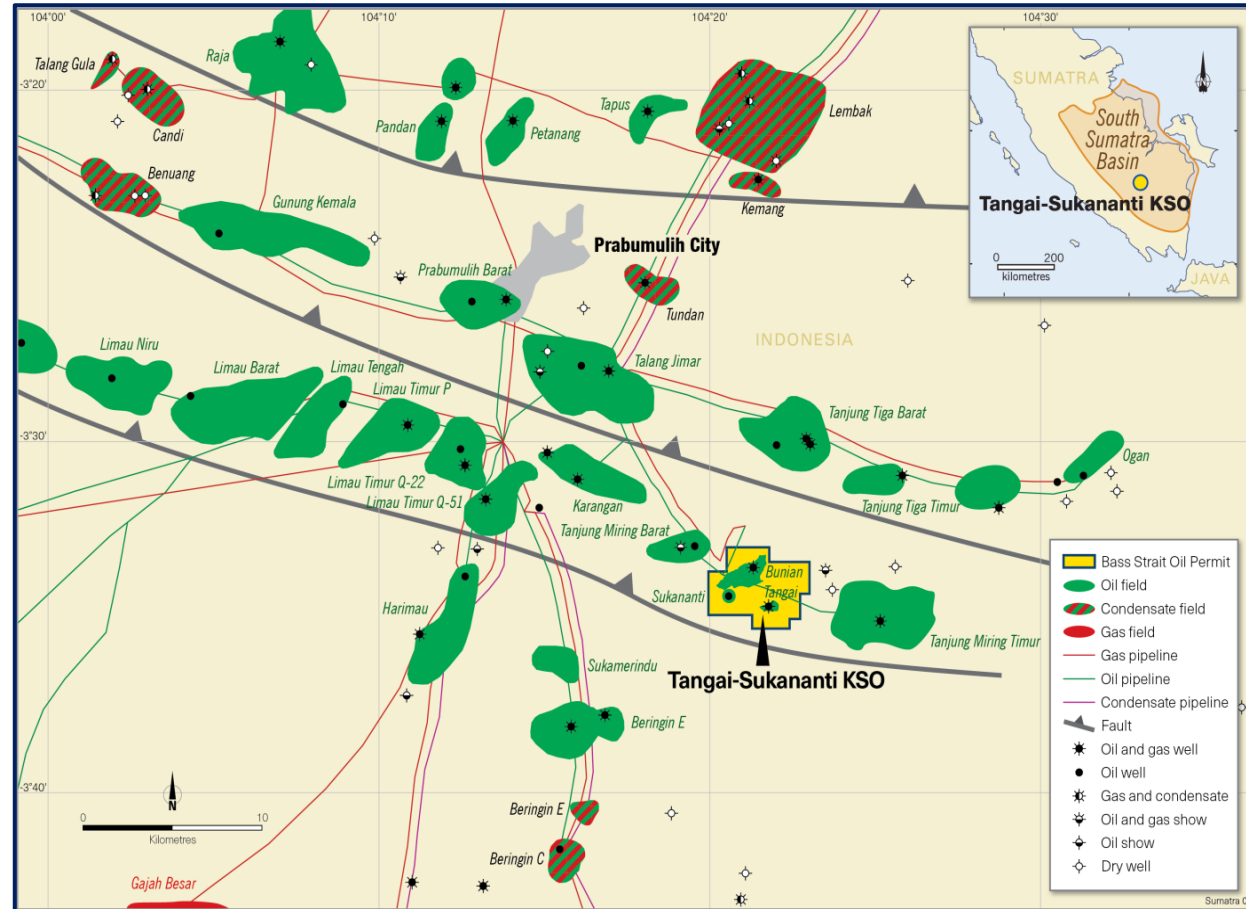 104°00'
104°10'
104°20'
104°30'
-3°20'
-3°30'
-3°40'
Talang Gula
Candi
Raja
Pandan
Petanang
Tapus
Lembak
Kemang
Benuang
Gunung Kemala
Prabumulih City
Prabumulih Barat
Tundan
INDONESIA
Talang Jimar
Limau Niru
Limau Barat
Limau Tengah
Limau Timur P
Limau Timur Q-22
Limau Timur Q-51
Karangan
Tanjung Tiga Barat
Ogan
Tanjung Tiga Timur
Tanjung Miring Barat
Bunian
Sukananti
Tangai
Tanjung Miring Timur
Tangai-Sukananti KSO
Harimau
Sukamerindu
Beringin E
Beringin E
Beringin C
Gajah Besar
N
0
10
Kilometres
SUMATRA
N
South
Sumatra
Basin
Tangai-Sukananti KSO
0
200
kilometres
JAVA
Bass Strait Oil Permit
Oil field
Condensate field
Gas field
Gas pipeline
Oil pipeline
Condensate pipeline
Fault
Oil and gas well
Oil well
Gas and condensate
Oil and gas show
Oil show
Dry well
Sumatra